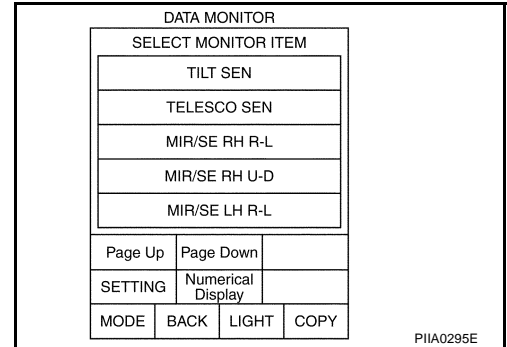 DATA MONITOR
SELECT MONITOR ITEM
TILT SEN
TELESCO SEN
MIR/SE RH R-L
MIR/SE RH U-D
MIR/SE LH R-L
Page Up Page Down
SETTING Numerical
Display
MODE BACK LIGHT COPY
PIIA0295E